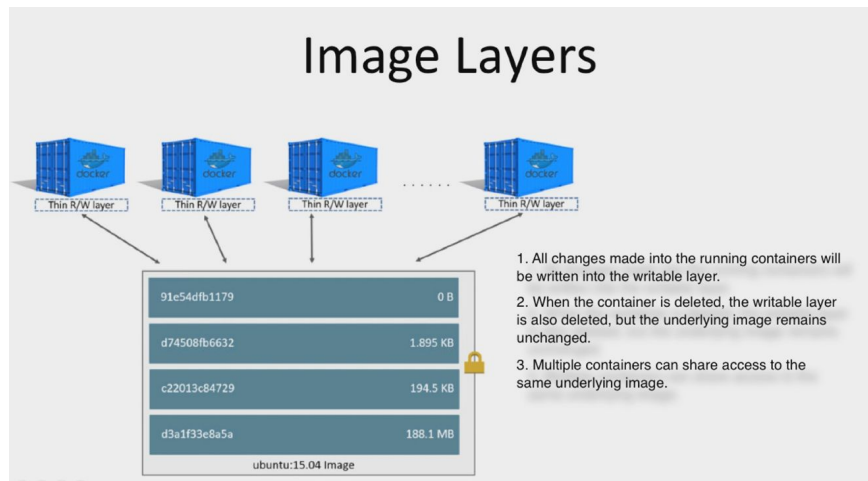 Image Layers
docker docker docker . . . . . . docker
Thin R/W layer Thin R/W layer Thin R/W layer Thin R/W layer
91e54dfb1179 0 B
d74508fb6632 1.895 KB
c22013c84729 194.5 KB
d3a1f33e8a5a 188.1 MB
ubuntu:15.04 Image
1. All changes made into the running containers will
be written into the writable layer.
2. When the container is deleted, the writable layer
is also deleted, but the underlying image remains
unchanged.
3. Multiple containers can share access to the
same underlying image.